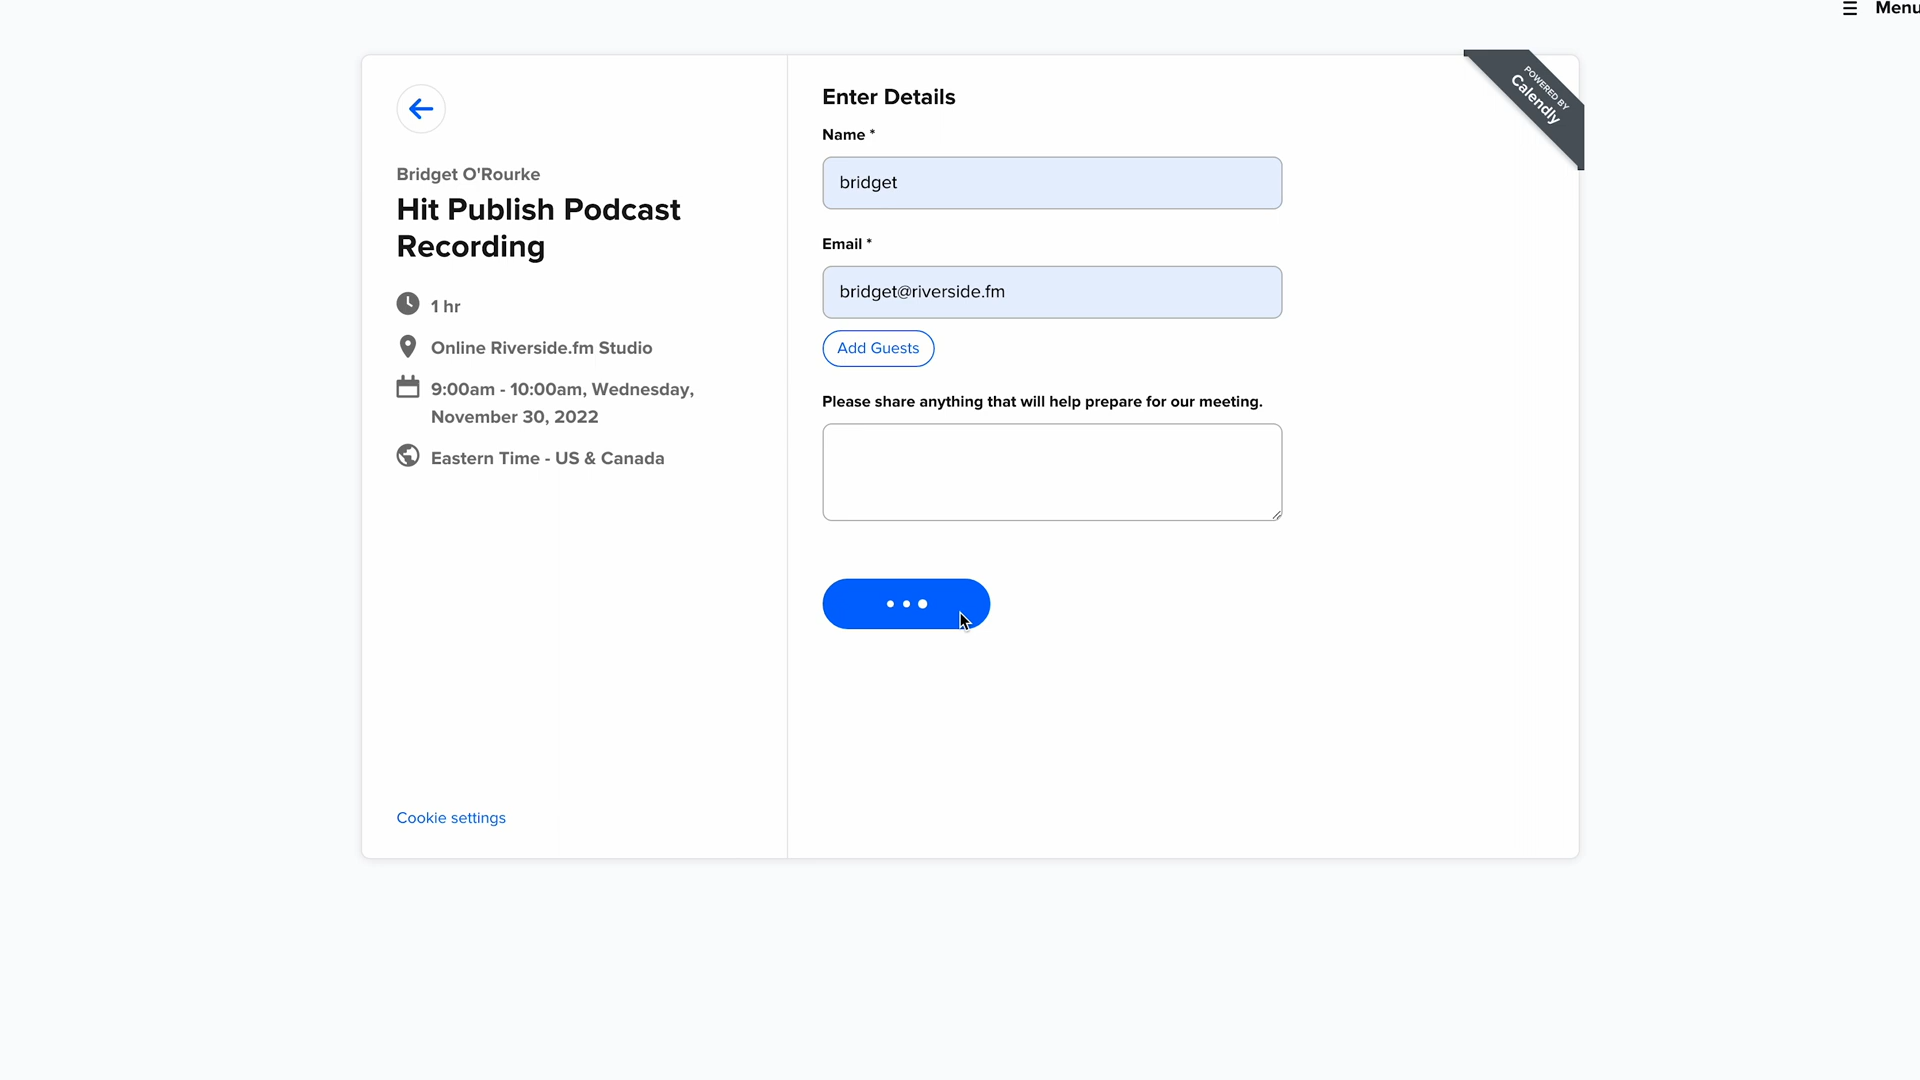 Menu
POWERED BY
Calendly
Bridget O'Rourke
Hit Publish Podcast
Recording
1 hr
Online Riverside.fm Studio
9:00am - 10:00am, Wednesday,
November 30, 2022
Eastern Time - US & Canada
Cookie settings
Enter Details
Name *
bridget
Email *
bridget@riverside.fm
Add Guests
Please share anything that will help prepare for our meeting.